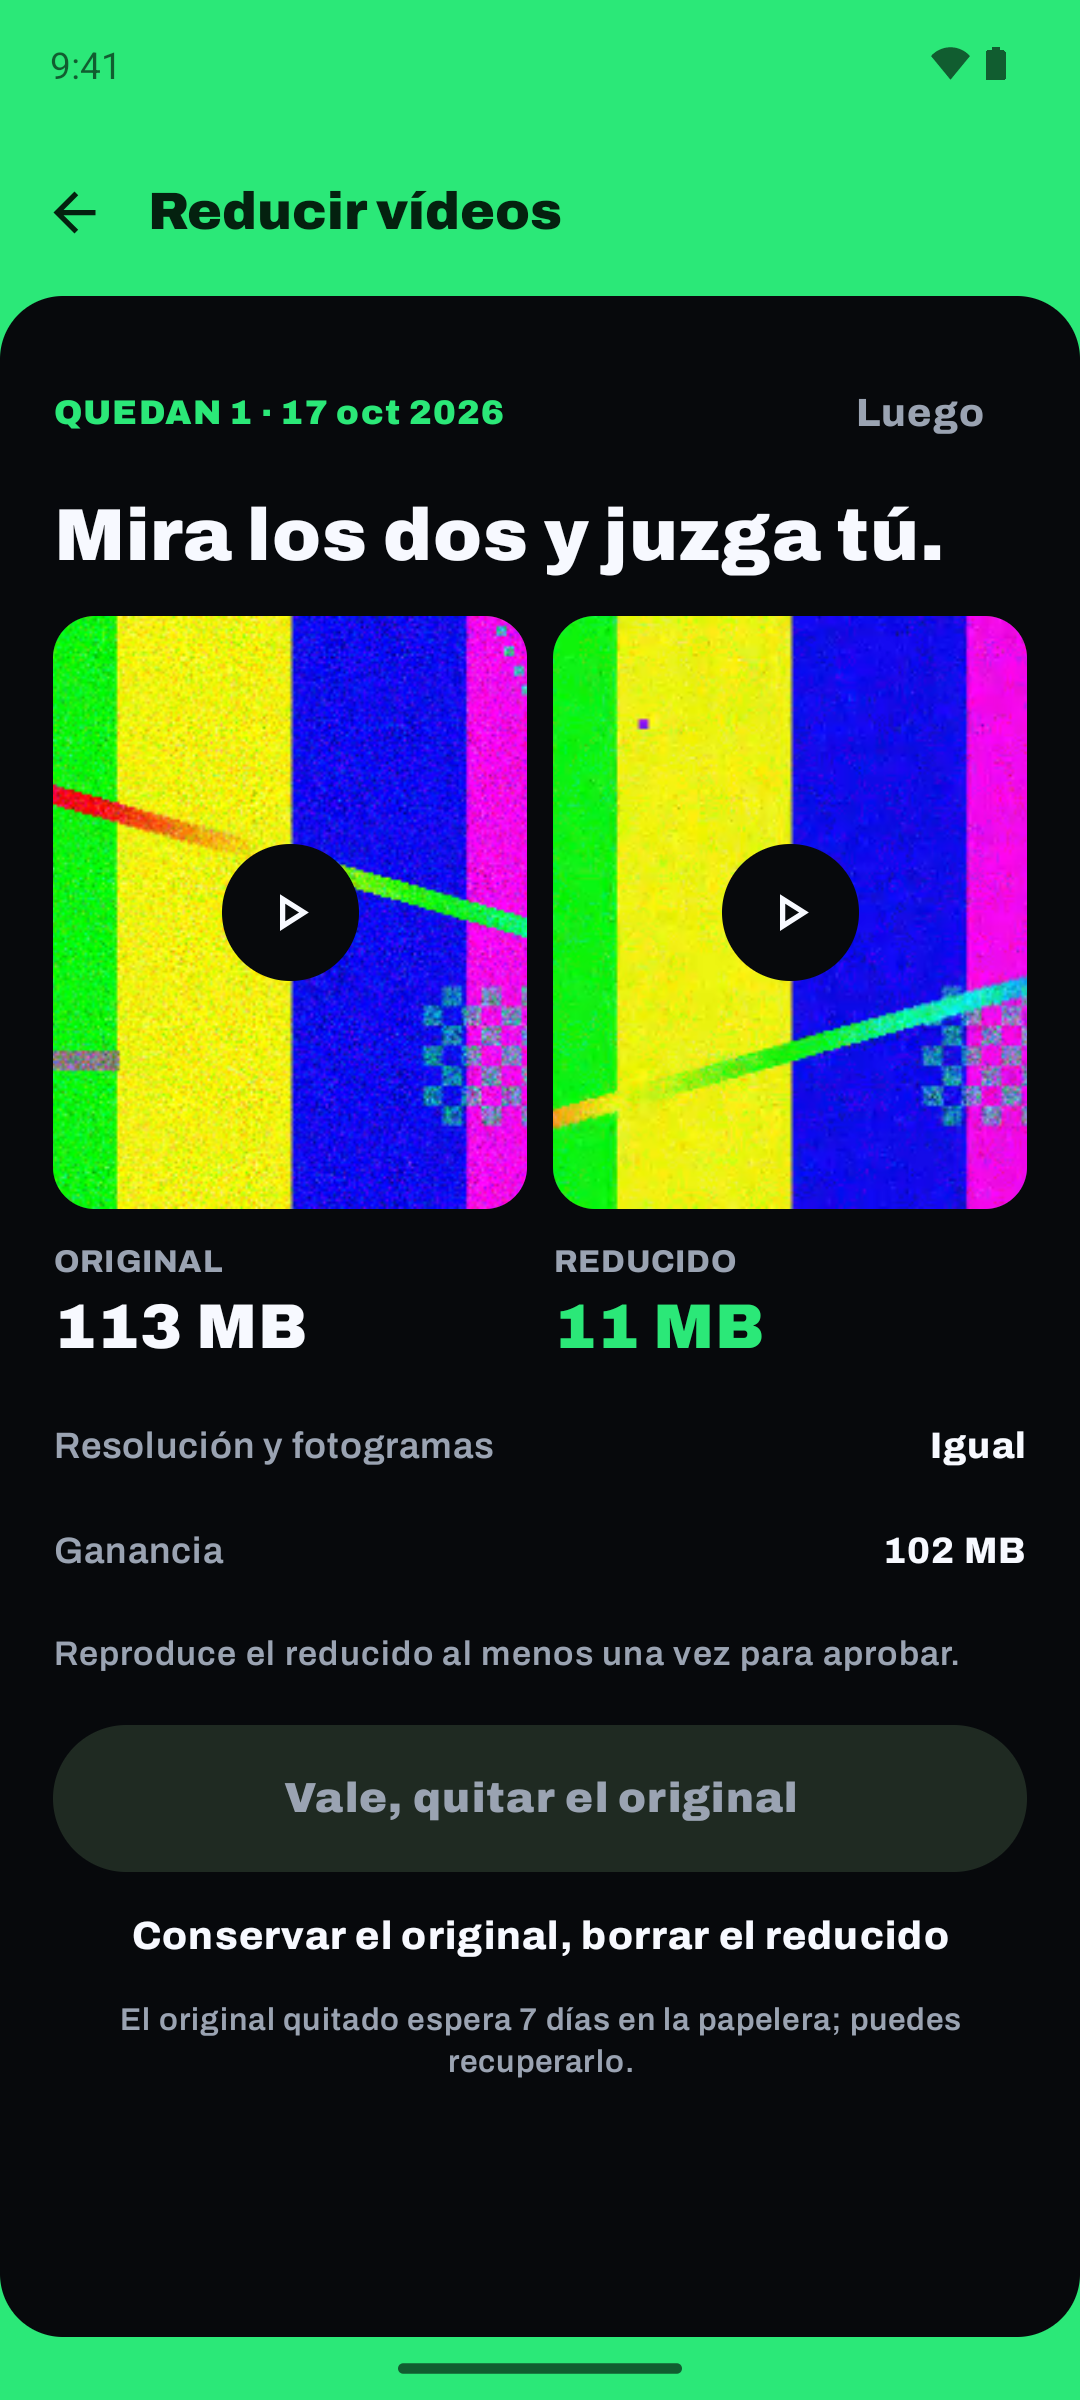 9:41
Reducir vídeos
QUEDAN 1 · 17 oct 2026
Luego
Mira los dos y juzga tú.
ORIGINAL
REDUCIDO
113 MB
11 MB
Resolución y fotogramas
Igual
Ganancia
102 MB
Reproduce el reducido al menos una vez para aprobar.
Vale, quitar el original
Conservar el original, borrar el reducido
El original quitado espera 7 días en la papelera; puedes
recuperarlo.